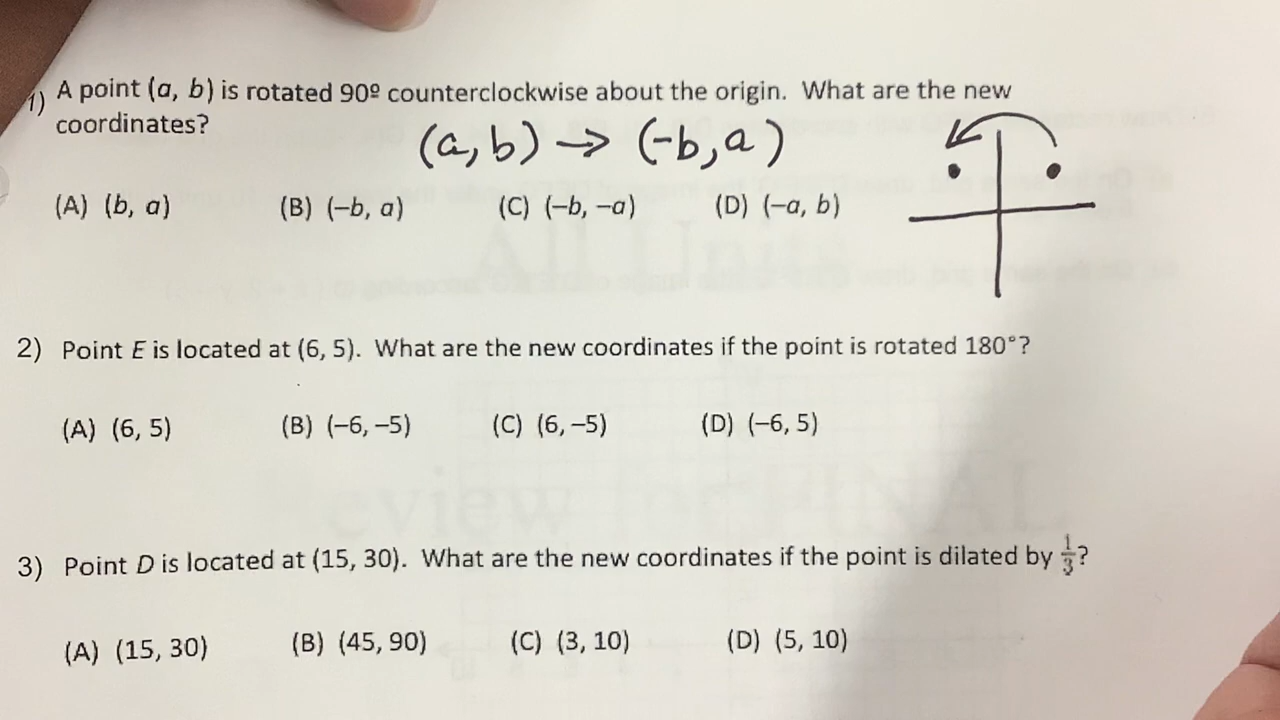 1) A point (a, b) is rotated 90º counterclockwise about the origin. What are the new
coordinates?
(a,b) → (-b,a)
(A) (b, a) (B) (−b, a) (C) (−b, −a) (D) (−a, b)
2) Point E is located at (6, 5). What are the new coordinates if the point is rotated 180°?
(A) (6, 5) (B) (−6, −5) (C) (6, −5) (D) (−6, 5)
3) Point D is located at (15, 30). What are the new coordinates if the point is dilated by 1/3?
(A) (15, 30) (B) (45, 90) (C) (3, 10) (D) (5, 10)